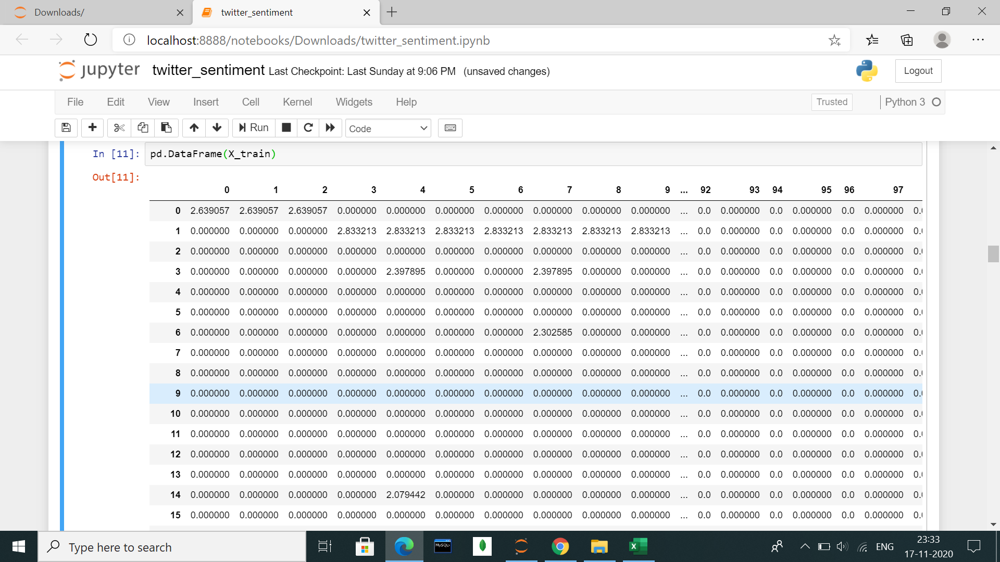 Downloads/
twitter_sentiment
localhost:8888/notebooks/Downloads/twitter_sentiment.ipynb
jupyter twitter_sentiment Last Checkpoint: Last Sunday at 9:06 PM (unsaved changes) Logout
File Edit View Insert Cell Kernel Widgets Help Trusted Python 3
Run Code
In [11]: pd.DataFrame(X_train)
Out[11]:
0 1 2 3 4 5 6 7 8 9 ... 92 93 94 95 96 97
0 2.639057 2.639057 2.639057 0.000000 0.000000 0.000000 0.000000 0.000000 0.000000 0.000000 ... 0.0 0.000000 0.0 0.000000 0.0 0.000000 0.
1 0.000000 0.000000 0.000000 2.833213 2.833213 2.833213 2.833213 2.833213 2.833213 2.833213 ... 0.0 0.000000 0.0 0.000000 0.0 0.000000 0.
2 0.000000 0.000000 0.000000 0.000000 0.000000 0.000000 0.000000 0.000000 0.000000 0.000000 ... 0.0 0.000000 0.0 0.000000 0.0 0.000000 0.
3 0.000000 0.000000 0.000000 0.000000 2.397895 0.000000 0.000000 2.397895 0.000000 0.000000 ... 0.0 0.000000 0.0 0.000000 0.0 0.000000 0.
4 0.000000 0.000000 0.000000 0.000000 0.000000 0.000000 0.000000 0.000000 0.000000 0.000000 ... 0.0 0.000000 0.0 0.000000 0.0 0.000000 0.
5 0.000000 0.000000 0.000000 0.000000 0.000000 0.000000 0.000000 0.000000 0.000000 0.000000 ... 0.0 0.000000 0.0 0.000000 0.0 0.000000 0.
6 0.000000 0.000000 0.000000 0.000000 0.000000 0.000000 0.000000 2.302585 0.000000 0.000000 ... 0.0 0.000000 0.0 0.000000 0.0 0.000000 0.
7 0.000000 0.000000 0.000000 0.000000 0.000000 0.000000 0.000000 0.000000 0.000000 0.000000 ... 0.0 0.000000 0.0 0.000000 0.0 0.000000 0.
8 0.000000 0.000000 0.000000 0.000000 0.000000 0.000000 0.000000 0.000000 0.000000 0.000000 ... 0.0 0.000000 0.0 0.000000 0.0 0.000000 0.
9 0.000000 0.000000 0.000000 0.000000 0.000000 0.000000 0.000000 0.000000 0.000000 0.000000 ... 0.0 0.000000 0.0 0.000000 0.0 0.000000 0.
10 0.000000 0.000000 0.000000 0.000000 0.000000 0.000000 0.000000 0.000000 0.000000 0.000000 ... 0.0 0.000000 0.0 0.000000 0.0 0.000000 0.
11 0.000000 0.000000 0.000000 0.000000 0.000000 0.000000 0.000000 0.000000 0.000000 0.000000 ... 0.0 0.000000 0.0 0.000000 0.0 0.000000 0.
12 0.000000 0.000000 0.000000 0.000000 0.000000 0.000000 0.000000 0.000000 0.000000 0.000000 ... 0.0 0.000000 0.0 0.000000 0.0 0.000000 0.
13 0.000000 0.000000 0.000000 0.000000 0.000000 0.000000 0.000000 0.000000 0.000000 0.000000 ... 0.0 0.000000 0.0 0.000000 0.0 0.000000 0.
14 0.000000 0.000000 0.000000 0.000000 2.079442 0.000000 0.000000 0.000000 0.000000 0.000000 ... 0.0 0.000000 0.0 0.000000 0.0 0.000000 0.
15 0.000000 0.000000 0.000000 0.000000 0.000000 0.000000 0.000000 0.000000 0.000000 0.000000 ... 0.0 0.000000 0.0 0.000000 0.0 0.000000 0.
Type here to search
MySQL
ENG
23:33
17-11-2020